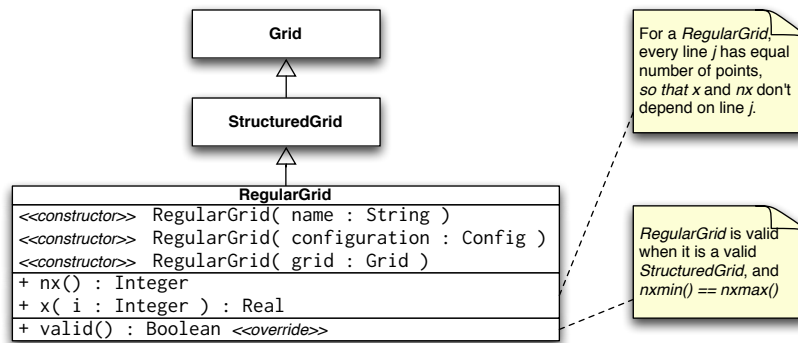 Grid
StructuredGrid
RegularGrid
<<constructor>> RegularGrid( name : String )
<<constructor>> RegularGrid( configuration : Config )
<<constructor>> RegularGrid( grid : Grid )
+ nx() : Integer
+ x( i : Integer ) : Real
+ valid() : Boolean <<override>>
For a RegularGrid,
every line j has equal
number of points,
so that x and nx don't
depend on line j.
RegularGrid is valid
when it is a valid
StructuredGrid, and
nxmin() == nxmax()